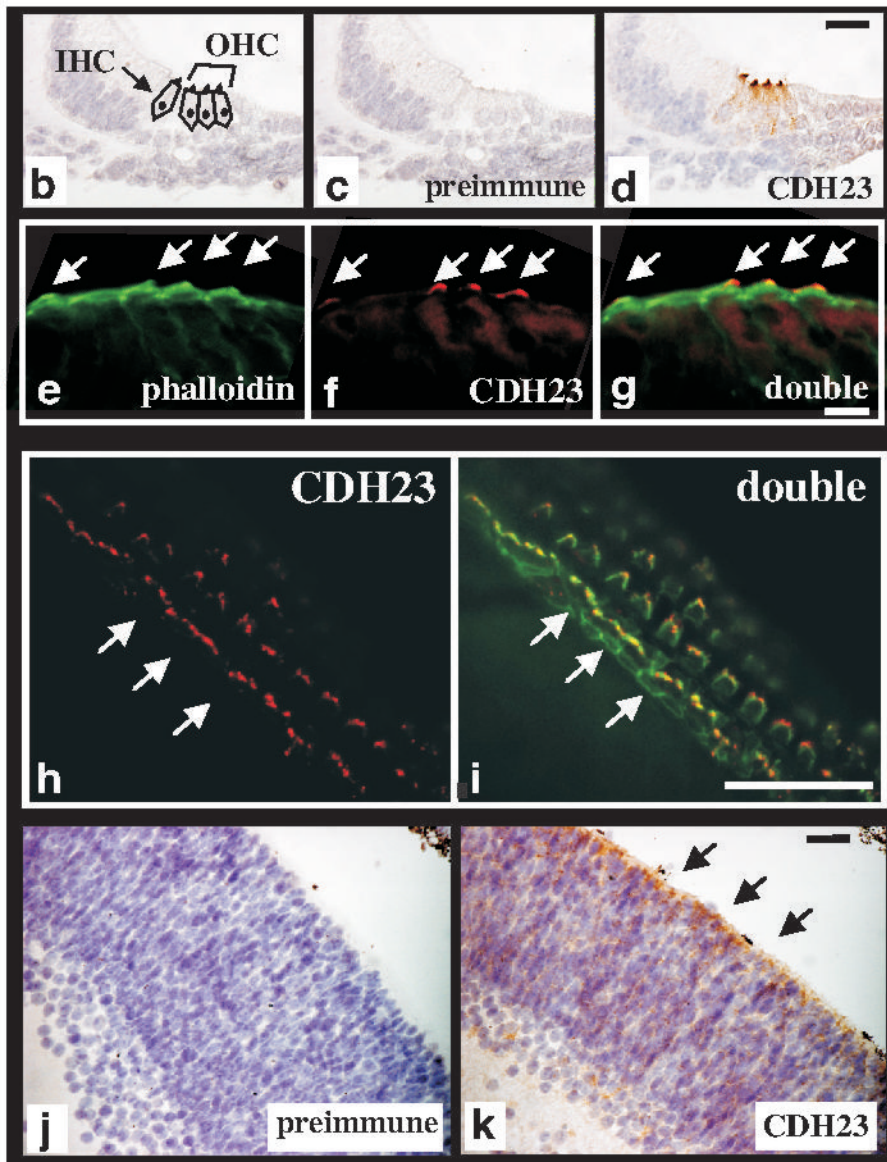 IHC
OHC
b
c
preimmune
d
CDH23
e
phalloidin
f
CDH23
g
double
CDH23
h
double
i
j
preimmune
k
CDH23